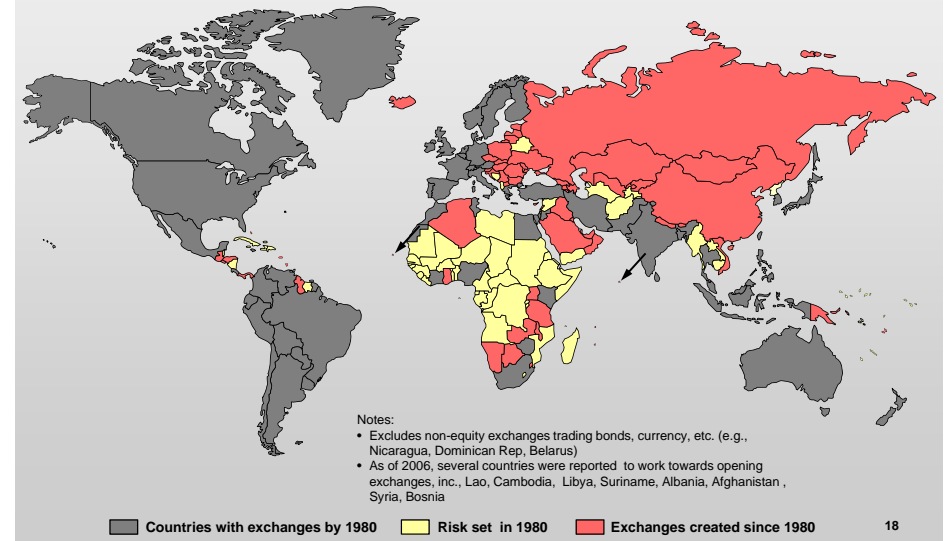 Notes:
• Excludes non-equity exchanges trading bonds, currency, etc. (e.g.,
Nicaragua, Dominican Rep, Belarus)
• As of 2006, several countries were reported to work towards opening
exchanges, inc., Lao, Cambodia, Libya, Suriname, Albania, Afghanistan ,
Syria, Bosnia
Countries with exchanges by 1980 Risk set in 1980 Exchanges created since 1980 18